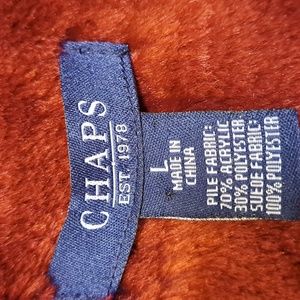 CHAPS
EST. 1978
L
MADE IN
CHINA
PILE FABRIC:
70% ACRYLIC
30% POLYESTER
SUEDE FABRIC:
100% POLYESTER